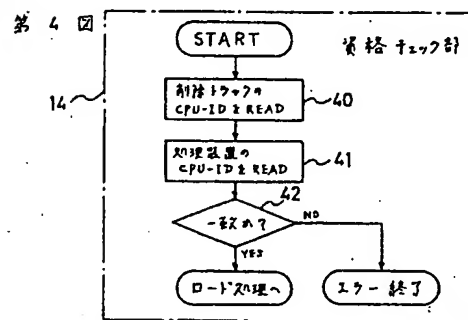 第 4 図
START
資格チェック部
14
削除トラックの
CPU-IDをREAD
40
処理装置の
CPU-IDをREAD
41
42
一致か?
NO
YES
ロード処理へ
エラー終了